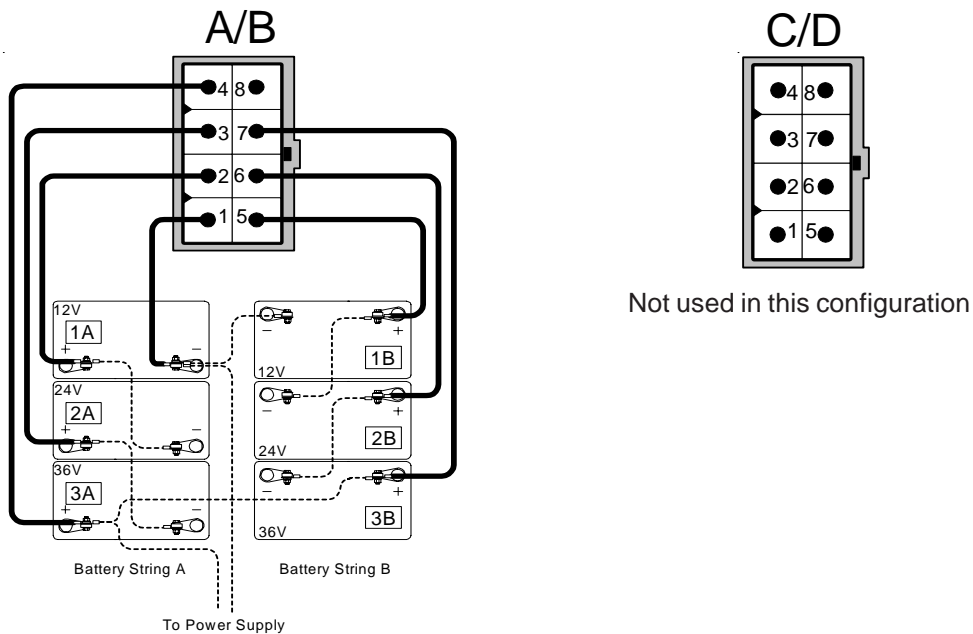 A/B
4 8
3 7
2 6
1 5
12V
1A
+ −
24V
2A
+ −
36V
3A
+ −
Battery String A
− +
1B
12V
− +
2B
24V
− +
3B
36V
Battery String B
To Power Supply
C/D
4 8
3 7
2 6
1 5
Not used in this configuration